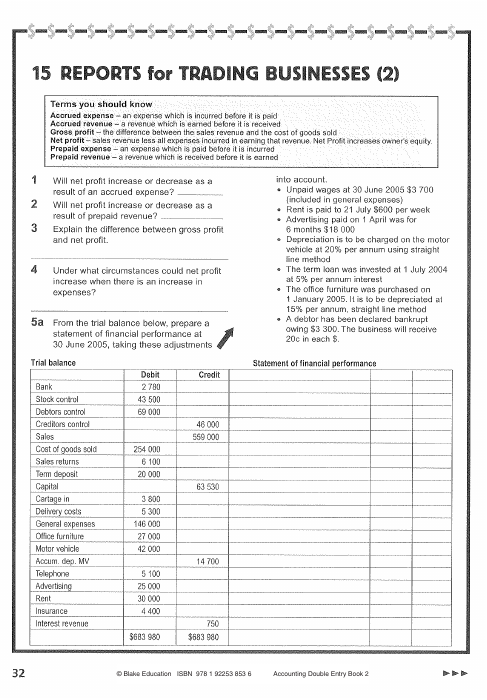 15 REPORTS for TRADING BUSINESSES (2)
Terms you should know
Accrued expense – an expense which is incurred before it is paid
Accrued revenue – a revenue which is earned before it is received
Gross profit – the difference between the sales revenue and the cost of goods sold
Net profit – sales revenue less all expenses incurred in earning that revenue. Net Profit increases owner's equity.
Prepaid expense – an expense which is paid before it is incurred
Prepaid revenue – a revenue which is received before it is earned
1 Will net profit increase or decrease as a
result of an accrued expense? ________
2 Will net profit increase or decrease as a
result of prepaid revenue? ________
3 Explain the difference between gross profit
and net profit.
4 Under what circumstances could net profit
increase when there is an increase in
expenses?
5a From the trial balance below, prepare a
statement of financial performance at
30 June 2005, taking these adjustments
into account.
• Unpaid wages at 30 June 2005 $3 700
(included in general expenses)
• Rent is paid to 21 July $600 per week
• Advertising paid on 1 April was for
6 months $18 000
• Depreciation is to be charged on the motor
vehicle at 20% per annum using straight
line method
• The term loan was invested at 1 July 2004
at 5% per annum interest
• The office furniture was purchased on
1 January 2005. It is to be depreciated at
15% per annum, straight line method
• A debtor has been declared bankrupt
owing $3 300. The business will receive
20c in each $.
Trial balance
Debit Credit
Bank 2 780
Stock control 43 500
Debtors control 69 000
Creditors control 46 000
Sales 559 000
Cost of goods sold 254 000
Sales returns 6 100
Term deposit 20 000
Capital 63 530
Cartage in 3 800
Delivery costs 5 300
General expenses 146 000
Office furniture 27 000
Motor vehicle 42 000
Accum. dep. MV 14 700
Telephone 5 100
Advertising 25 000
Rent 30 000
Insurance 4 400
Interest revenue 750
$683 980 $683 980
Statement of financial performance
32 © Blake Education ISBN 978 1 92253 853 6 Accounting Double Entry Book 2